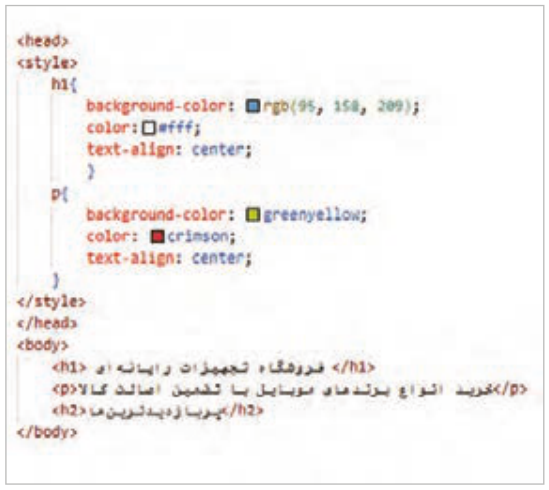 <head>
<style>
h1{
background-color: rgb(95, 158, 209);
color: #fff;
text-align: center;
}
p{
background-color: greenyellow;
color: crimson;
text-align: center;
}
</style>
</head>
<body>
<h1> فروشگاه تجهیزات رایانه ای </h1>
<p>خرید انواع برندهای موبایل با تضمین اصالت کالا</p>
<h2>پربازدیدترین‌ها</h2>
</body>